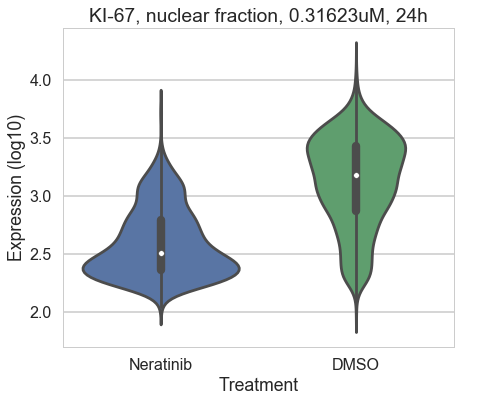 KI-67, nuclear fraction, 0.31623uM, 24h
Expression (log10)
4.0
3.5
3.0
2.5
2.0
Neratinib DMSO
Treatment